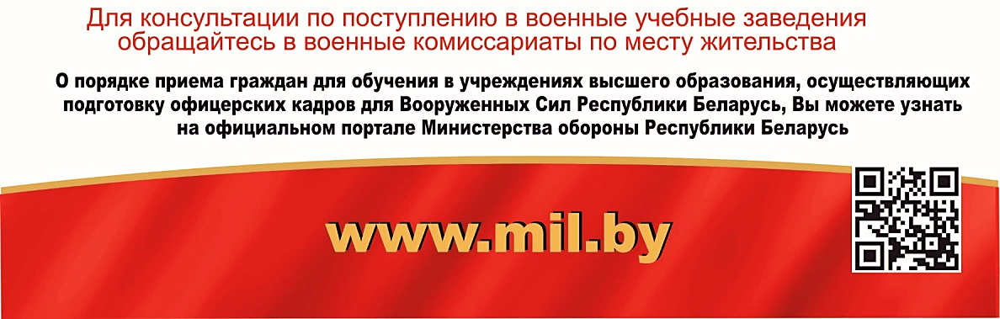 Для консультации по поступлению в военные учебные заведения
обращайтесь в военные комиссариаты по месту жительства
О порядке приема граждан для обучения в учреждениях высшего образования, осуществляющих
подготовку офицерских кадров для Вооруженных Сил Республики Беларусь, Вы можете узнать
на официальном портале Министерства обороны Республики Беларусь
www.mil.by